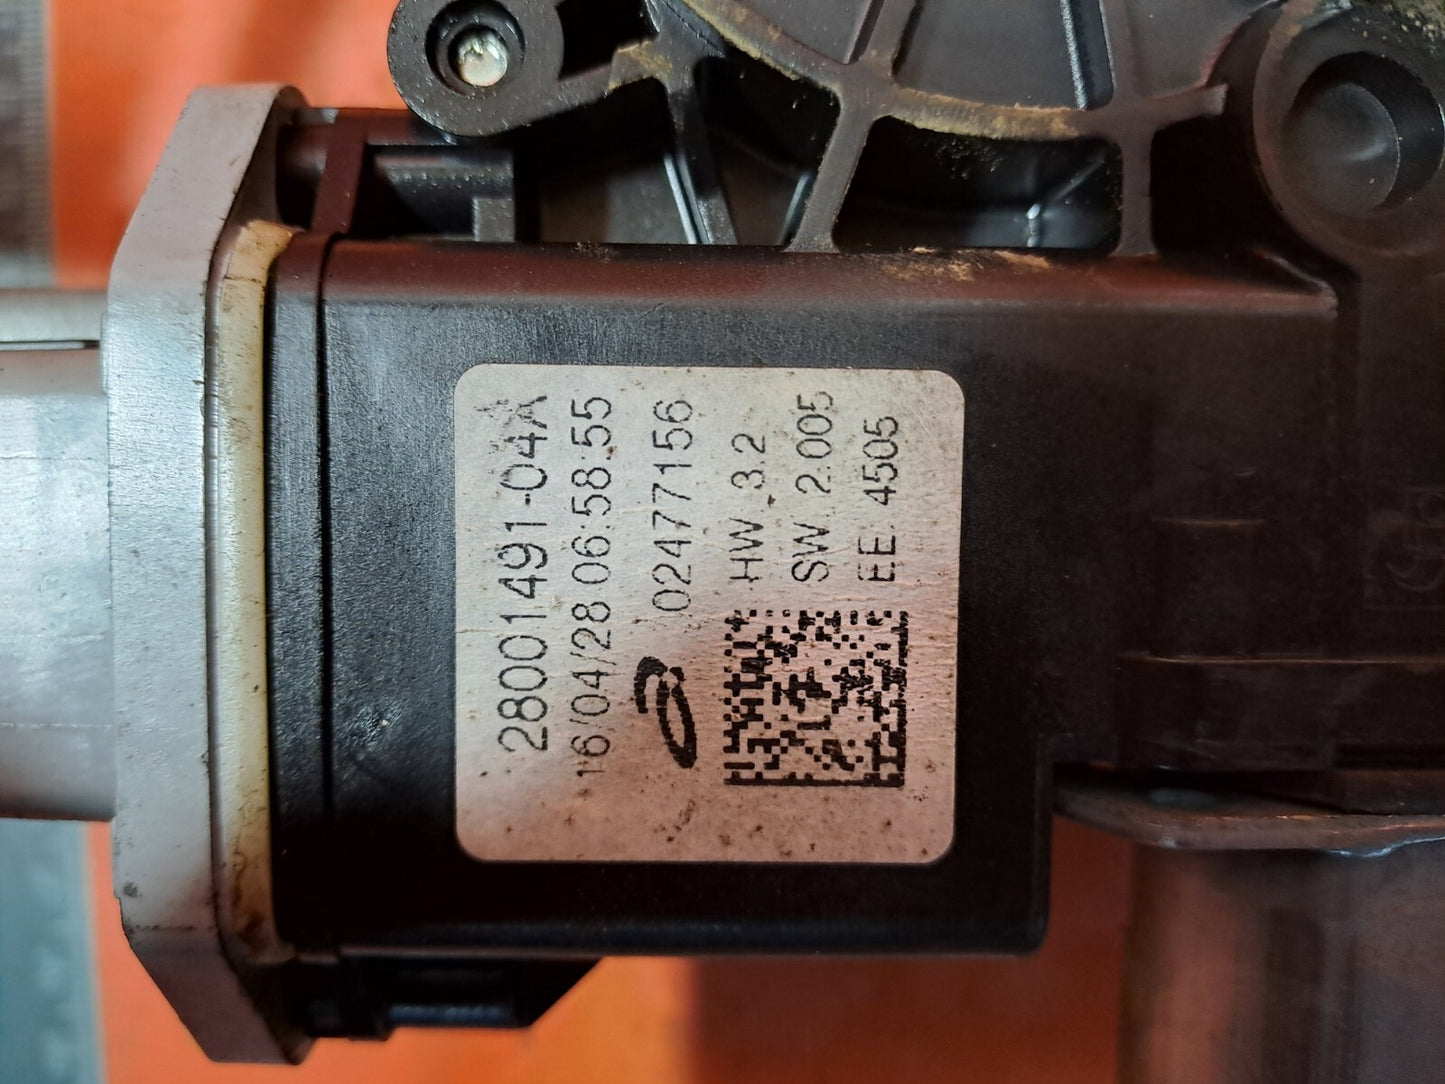 28001491-04A
16/04/28 06:58:55
02477156
HW 3.2
SW 2.005
EE. 4505